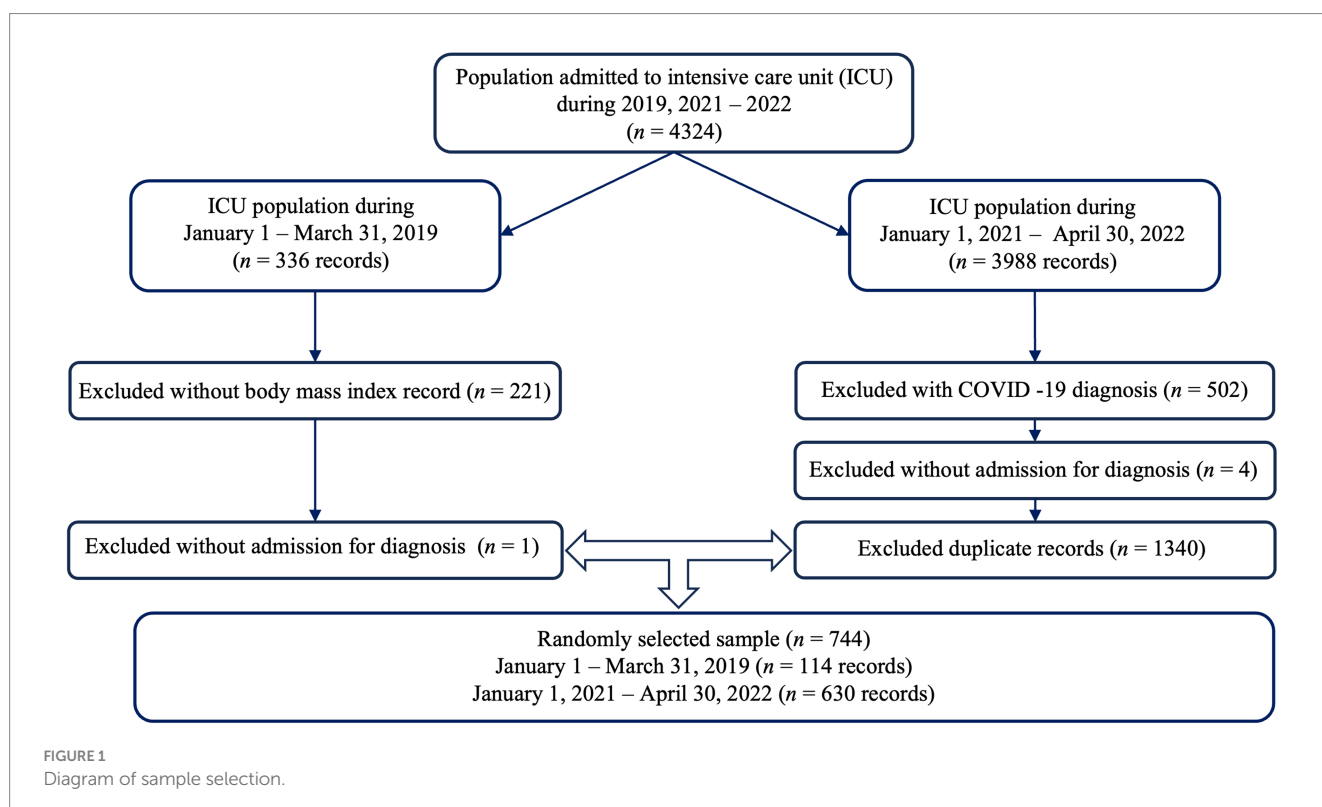 Population admitted to intensive care unit (ICU)
during 2019, 2021 – 2022
(n = 4324)
ICU population during
January 1 – March 31, 2019
(n = 336 records)
ICU population during
January 1, 2021 – April 30, 2022
(n = 3988 records)
Excluded without body mass index record (n = 221)
Excluded with COVID -19 diagnosis (n = 502)
Excluded without admission for diagnosis (n = 4)
Excluded without admission for diagnosis (n = 1)
Excluded duplicate records (n = 1340)
Randomly selected sample (n = 744)
January 1 – March 31, 2019 (n = 114 records)
January 1, 2021 – April 30, 2022 (n = 630 records)
FIGURE 1
Diagram of sample selection.